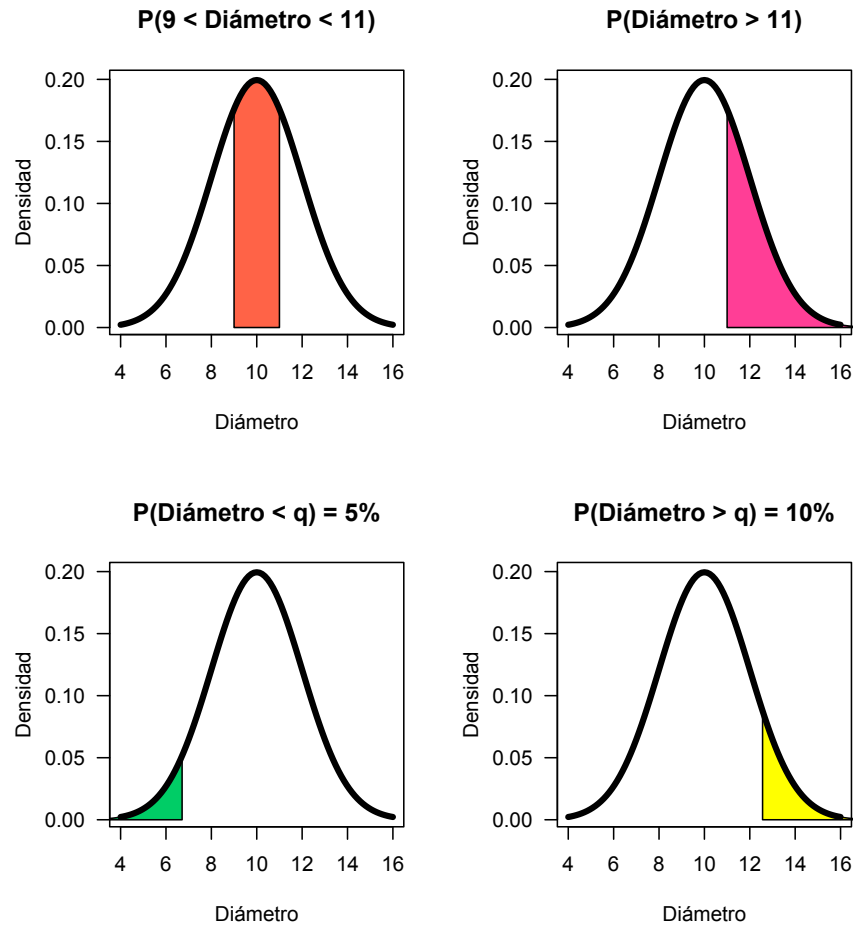 P(9 < Diámetro < 11)
Densidad
0.20
0.15
0.10
0.05
0.00
4 6 8 10 12 14 16
Diámetro
P(Diámetro > 11)
Densidad
0.20
0.15
0.10
0.05
0.00
4 6 8 10 12 14 16
Diámetro
P(Diámetro < q) = 5%
Densidad
0.20
0.15
0.10
0.05
0.00
4 6 8 10 12 14 16
Diámetro
P(Diámetro > q) = 10%
Densidad
0.20
0.15
0.10
0.05
0.00
4 6 8 10 12 14 16
Diámetro